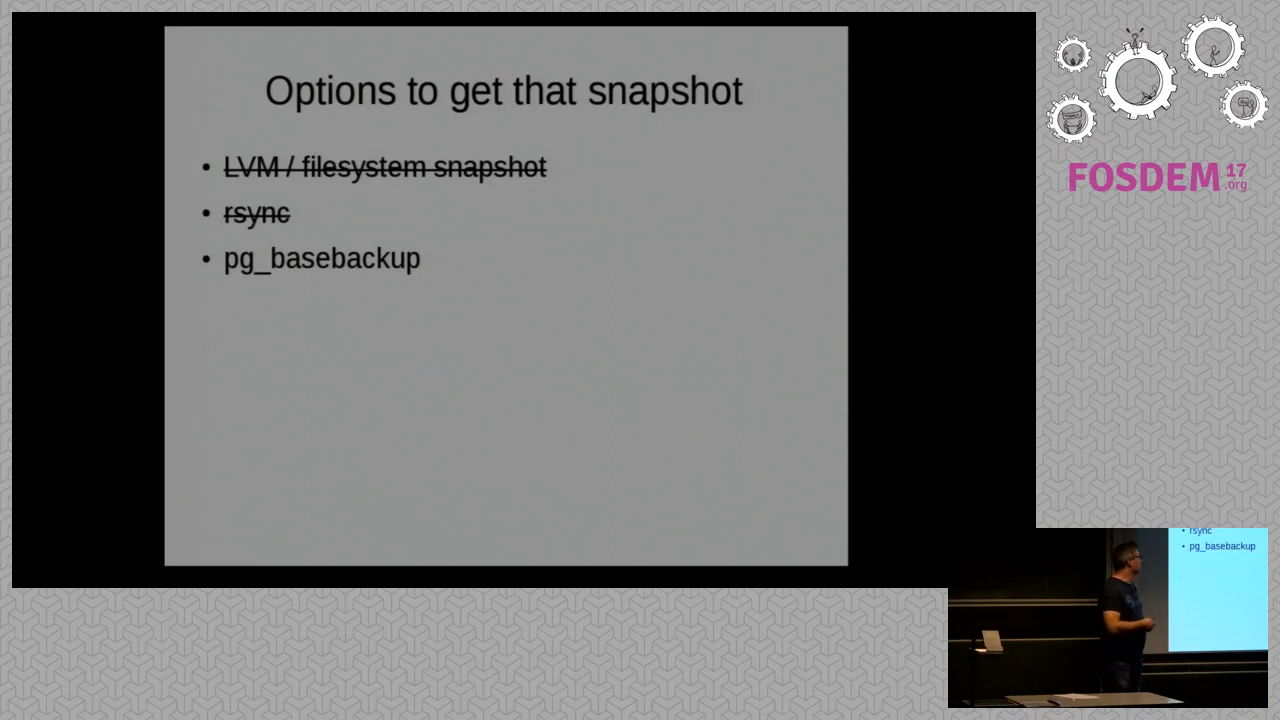 Options to get that snapshot
• LVM / filesystem snapshot
• rsync
• pg_basebackup
FOSDEM 17
.org
• rsync
• pg_basebackup